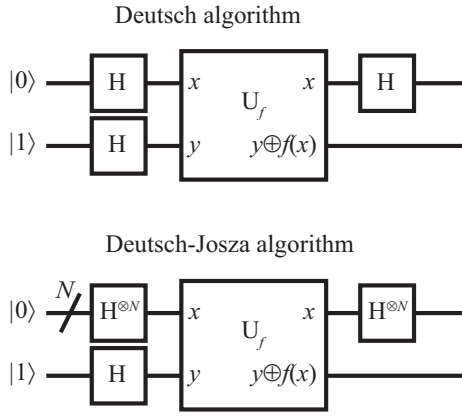 Deutsch algorithm
|0⟩ H x x H
U_f
|1⟩ H y y⊕f(x)
Deutsch-Josza algorithm
N
|0⟩ H^⊗N x x H^⊗N
U_f
|1⟩ H y y⊕f(x)